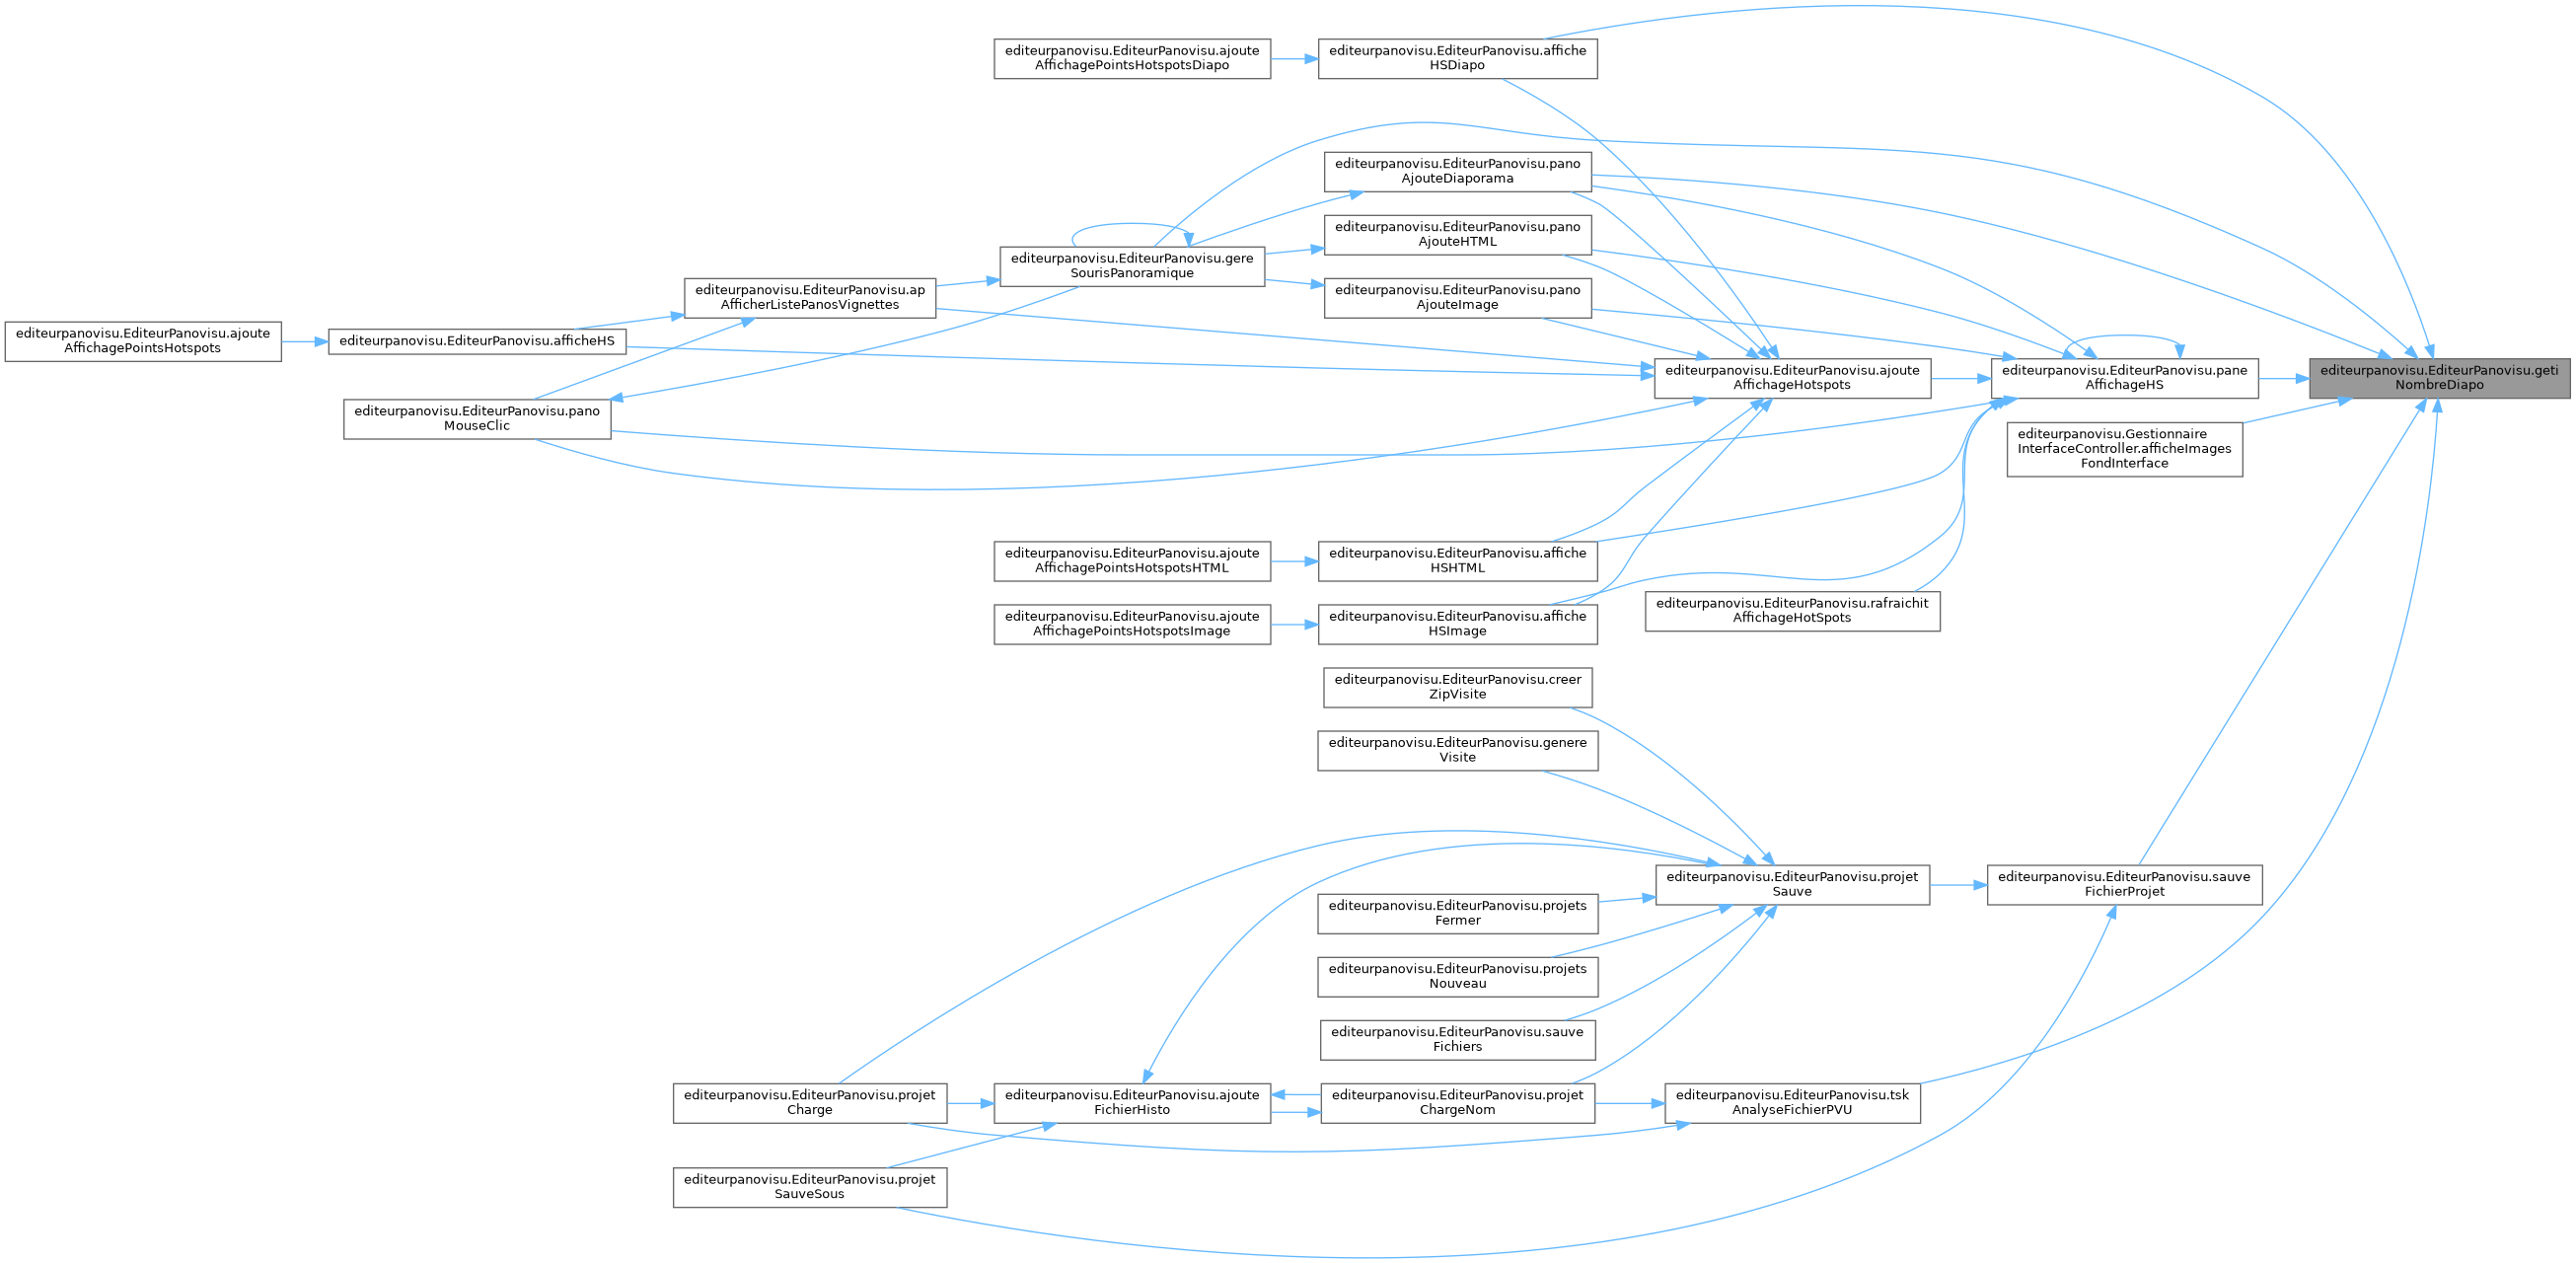 editeurpanovisu.EditeurPanovisu.ajoute
AffichagePointsHotspotsDiapo
editeurpanovisu.EditeurPanovisu.affiche
HSDiapo
editeurpanovisu.EditeurPanovisu.pano
AjouteDiaporama
editeurpanovisu.EditeurPanovisu.pano
AjouteHTML
editeurpanovisu.EditeurPanovisu.gere
SourisPanoramique
editeurpanovisu.EditeurPanovisu.ap
AfficherListePanosVignettes
editeurpanovisu.EditeurPanovisu.pano
AjouteImage
editeurpanovisu.EditeurPanovisu.ajoute
AffichagePointsHotspots
editeurpanovisu.EditeurPanovisu.afficheHS
editeurpanovisu.EditeurPanovisu.ajoute
AffichageHotspots
editeurpanovisu.EditeurPanovisu.pane
AffichageHS
editeurpanovisu.EditeurPanovisu.geti
NombreDiapo
editeurpanovisu.EditeurPanovisu.pano
MouseClic
editeurpanovisu.Gestionnaire
InterfaceController.afficheImages
FondInterface
editeurpanovisu.EditeurPanovisu.ajoute
AffichagePointsHotspotsHTML
editeurpanovisu.EditeurPanovisu.affiche
HSHTML
editeurpanovisu.EditeurPanovisu.ajoute
AffichagePointsHotspotsImage
editeurpanovisu.EditeurPanovisu.affiche
HSImage
editeurpanovisu.EditeurPanovisu.rafraichit
AffichageHotSpots
editeurpanovisu.EditeurPanovisu.creer
ZipVisite
editeurpanovisu.EditeurPanovisu.genere
Visite
editeurpanovisu.EditeurPanovisu.projet
Sauve
editeurpanovisu.EditeurPanovisu.sauve
FichierProjet
editeurpanovisu.EditeurPanovisu.projets
Fermer
editeurpanovisu.EditeurPanovisu.projets
Nouveau
editeurpanovisu.EditeurPanovisu.sauve
Fichiers
editeurpanovisu.EditeurPanovisu.projet
Charge
editeurpanovisu.EditeurPanovisu.ajoute
FichierHisto
editeurpanovisu.EditeurPanovisu.projet
ChargeNom
editeurpanovisu.EditeurPanovisu.tsk
AnalyseFichierPVU
editeurpanovisu.EditeurPanovisu.projet
SauveSous